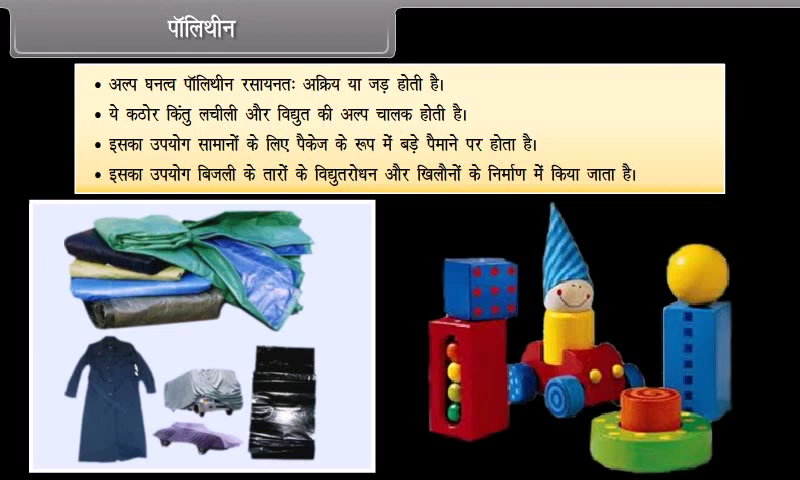 पॉलिथीन
• अल्प घनत्व पॉलिथीन रसायनतः अक्रिय या जड़ होती है।
• ये कठोर किंतु लचीली और विद्युत की अल्प चालक होती है।
• इसका उपयोग सामानों के लिए पैकेज के रूप में बड़े पैमाने पर होता है।
• इसका उपयोग बिजली के तारों के विद्युतरोधन और खिलौनों के निर्माण में किया जाता है।